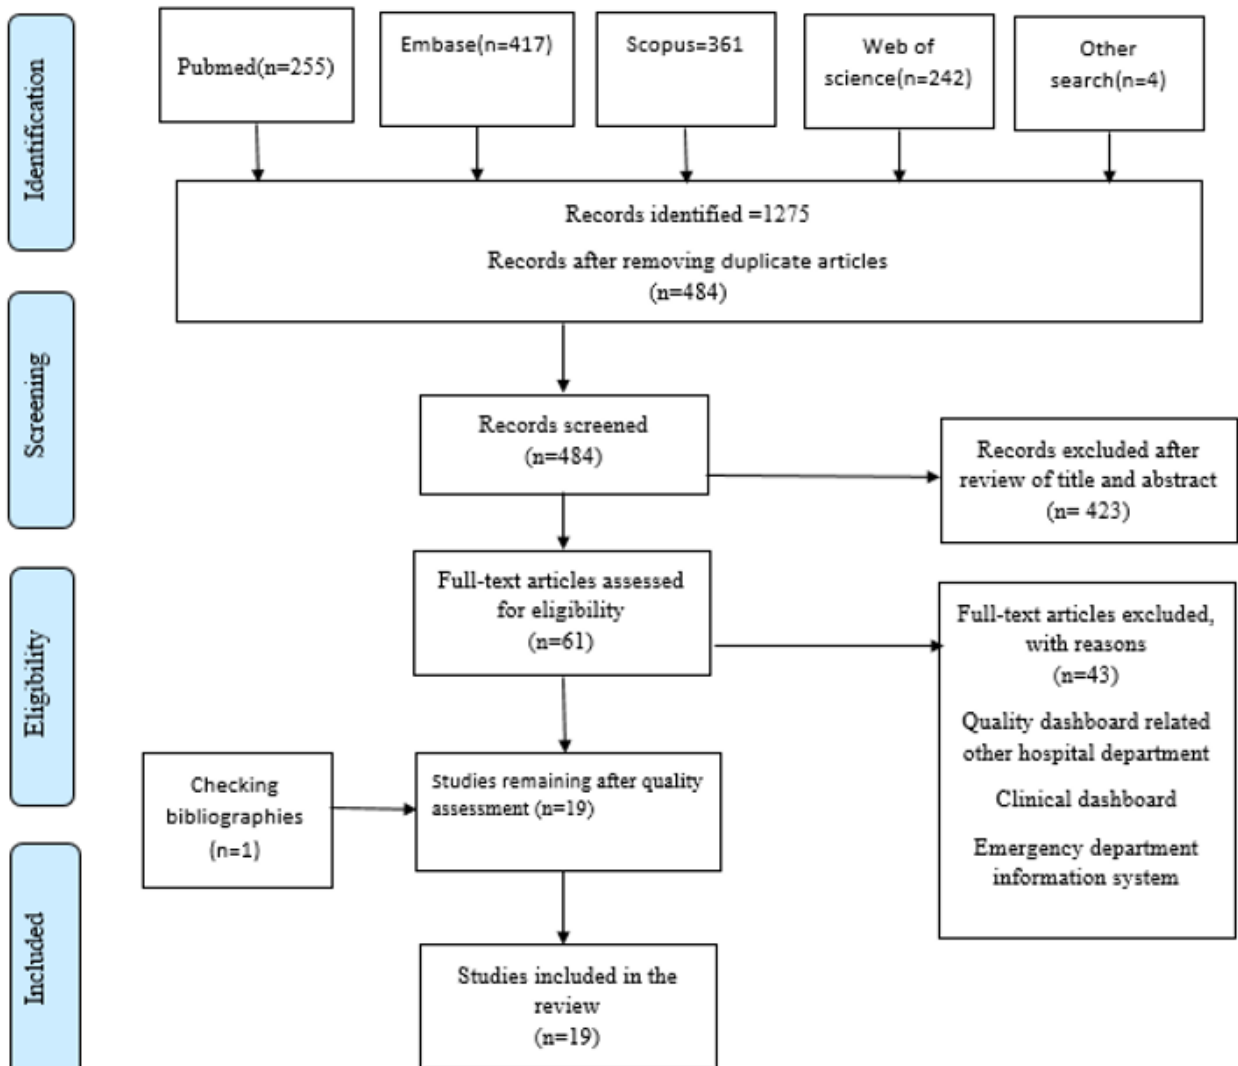 Identification
Pubmed(n=255)
Embase(n=417)
Scopus=361
Web of
science(n=242)
Other
search(n=4)
Records identified =1275
Records after removing duplicate articles
(n=484)
Screening
Records screened
(n=484)
Records excluded after
review of title and abstract
(n= 423)
Eligibility
Full-text articles assessed
for eligibility
(n=61)
Full-text articles excluded,
with reasons
(n=43)
Quality dashboard related
other hospital department
Clinical dashboard
Emergency department
information system
Checking
bibliographies
(n=1)
Studies remaining after quality
assessment (n=19)
Included
Studies included in the
review
(n=19)